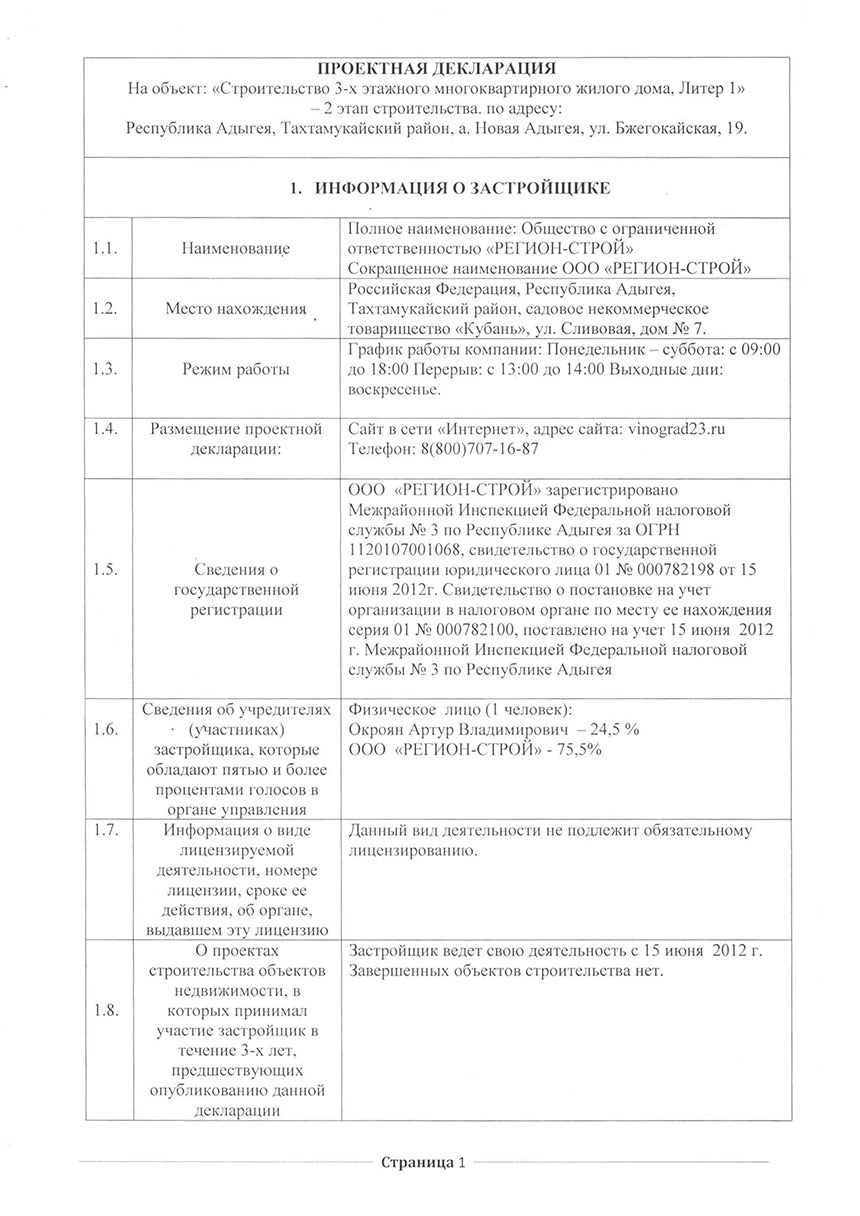 ПРОЕКТНАЯ ДЕКЛАРАЦИЯ
На объект: «Строительство 3-х этажного многоквартирного жилого дома, Литер 1»
– 2 этап строительства. по адресу:
Республика Адыгея, Тахтамукайский район, а. Новая Адыгея, ул. Бжегокайская, 19.
1. ИНФОРМАЦИЯ О ЗАСТРОЙЩИКЕ
1.1.
Наименование
Полное наименование: Общество с ограниченной
ответственностью «РЕГИОН-СТРОЙ»
Сокращенное наименование ООО «РЕГИОН-СТРОЙ»
1.2.
Место нахождения
Российская Федерация, Республика Адыгея,
Тахтамукайский район, садовое некоммерческое
товарищество «Кубань», ул. Сливовая, дом № 7.
1.3.
Режим работы
График работы компании: Понедельник – суббота: с 09:00
до 18:00 Перерыв: с 13:00 до 14:00 Выходные дни:
воскресенье.
1.4.
Размещение проектной
декларации:
Сайт в сети «Интернет», адрес сайта: vinograd23.ru
Телефон: 8(800)707-16-87
1.5.
Сведения о
государственной
регистрации
ООО «РЕГИОН-СТРОЙ» зарегистрировано
Межрайонной Инспекцией Федеральной налоговой
службы № 3 по Республике Адыгея за ОГРН
1120107001068, свидетельство о государственной
регистрации юридического лица 01 № 000782198 от 15
июня 2012г. Свидетельство о постановке на учет
организации в налоговом органе по месту ее нахождения
серия 01 № 000782100, поставлено на учет 15 июня 2012
г. Межрайонной Инспекцией Федеральной налоговой
службы № 3 по Республике Адыгея
1.6.
Сведения об учредителях
(участниках)
застройщика, которые
обладают пятью и более
процентами голосов в
органе управления
Физическое лицо (1 человек):
Окроян Артур Владимирович – 24,5 %
ООО «РЕГИОН-СТРОЙ» - 75,5%
1.7.
Информация о виде
лицензируемой
деятельности, номере
лицензии, сроке ее
действия, об органе,
выдавшем эту лицензию
Данный вид деятельности не подлежит обязательному
лицензированию.
1.8.
О проектах
строительства объектов
недвижимости, в
которых принимал
участие застройщик в
течение 3-х лет,
предшествующих
опубликованию данной
декларации
Застройщик ведет свою деятельность с 15 июня 2012 г.
Завершенных объектов строительства нет.
Страница 1